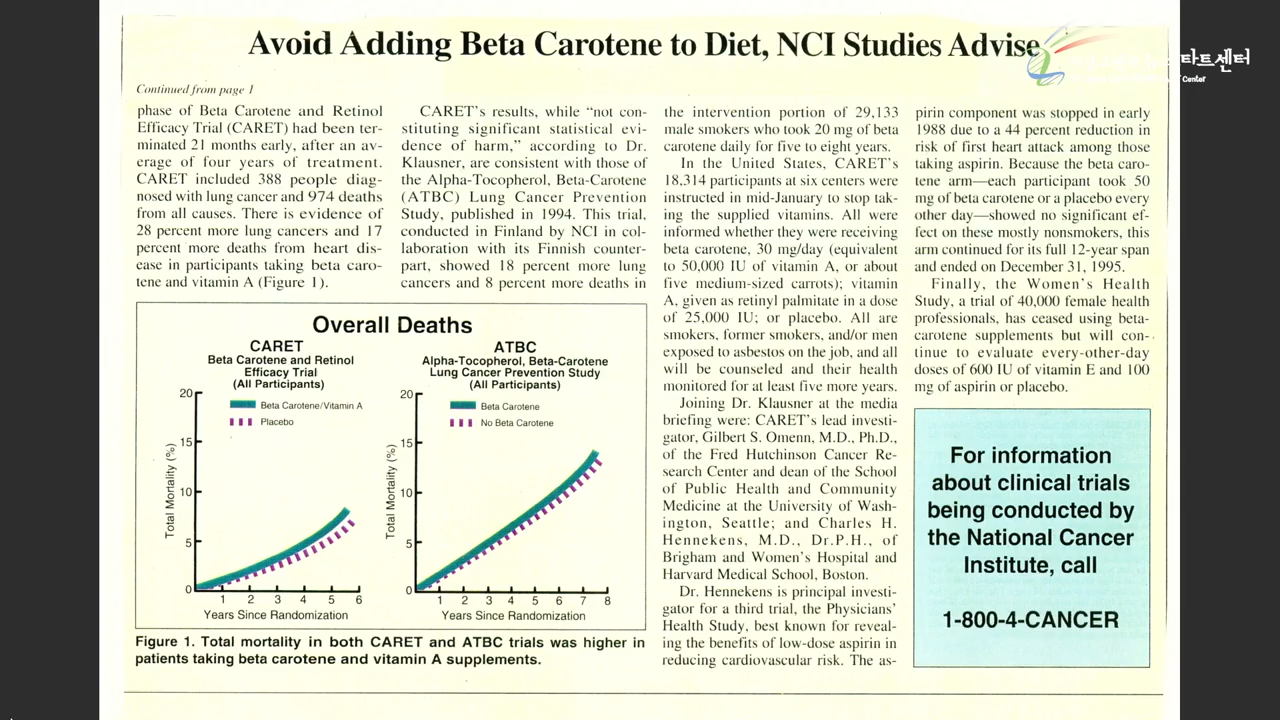 Avoid Adding Beta Carotene to Diet, NCI Studies Advise
타트센터
Center
Continued from page 1
phase of Beta Carotene and Retinol
Efficacy Trial (CARET) had been ter-
minated 21 months early, after an av-
erage of four years of treatment.
CARET included 388 people diag-
nosed with lung cancer and 974 deaths
from all causes. There is evidence of
28 percent more lung cancers and 17
percent more deaths from heart dis-
ease in participants taking beta caro-
tene and vitamin A (Figure 1).
CARET's results, while “not con-
stituting significant statistical evi-
dence of harm,” according to Dr.
Klausner, are consistent with those of
the Alpha-Tocopherol, Beta-Carotene
(ATBC) Lung Cancer Prevention
Study, published in 1994. This trial,
conducted in Finland by NCI in col-
laboration with its Finnish counter-
part, showed 18 percent more lung
cancers and 8 percent more deaths in
Overall Deaths
CARET
Beta Carotene and Retinol
Efficacy Trial
(All Participants)
Beta Carotene/Vitamin A
Placebo
Total Mortality (%)
20
15
10
5
0
1 2 3 4 5 6
Years Since Randomization
ATBC
Alpha-Tocopherol, Beta-Carotene
Lung Cancer Prevention Study
(All Participants)
Beta Carotene
No Beta Carotene
Total Mortality (%)
20
15
10
5
0
1 2 3 4 5 6 7 8
Years Since Randomization
Figure 1. Total mortality in both CARET and ATBC trials was higher in
patients taking beta carotene and vitamin A supplements.
the intervention portion of 29,133
male smokers who took 20 mg of beta
carotene daily for five to eight years.
In the United States, CARET's
18,314 participants at six centers were
instructed in mid-January to stop tak-
ing the supplied vitamins. All were
informed whether they were receiving
beta carotene, 30 mg/day (equivalent
to 50,000 IU of vitamin A, or about
five medium-sized carrots); vitamin
A, given as retinyl palmitate in a dose
of 25,000 IU; or placebo. All are
smokers, former smokers, and/or men
exposed to asbestos on the job, and all
will be counseled and their health
monitored for at least five more years.
Joining Dr. Klausner at the media
briefing were: CARET's lead investi-
gator, Gilbert S. Omenn, M.D., Ph.D.,
of the Fred Hutchinson Cancer Re-
search Center and dean of the School
of Public Health and Community
Medicine at the University of Wash-
ington, Seattle; and Charles H.
Hennekens, M.D., Dr.P.H., of
Brigham and Women's Hospital and
Harvard Medical School, Boston.
Dr. Hennekens is principal investi-
gator for a third trial, the Physicians'
Health Study, best known for reveal-
ing the benefits of low-dose aspirin in
reducing cardiovascular risk. The as-
pirin component was stopped in early
1988 due to a 44 percent reduction in
risk of first heart attack among those
taking aspirin. Because the beta caro-
tene arm—each participant took 50
mg of beta carotene or a placebo every
other day—showed no significant ef-
fect on these mostly nonsmokers, this
arm continued for its full 12-year span
and ended on December 31, 1995.
Finally, the Women's Health
Study, a trial of 40,000 female health
professionals, has ceased using beta-
carotene supplements but will con-
tinue to evaluate every-other-day
doses of 600 IU of vitamin E and 100
mg of aspirin or placebo.
For information
about clinical trials
being conducted by
the National Cancer
Institute, call
1-800-4-CANCER